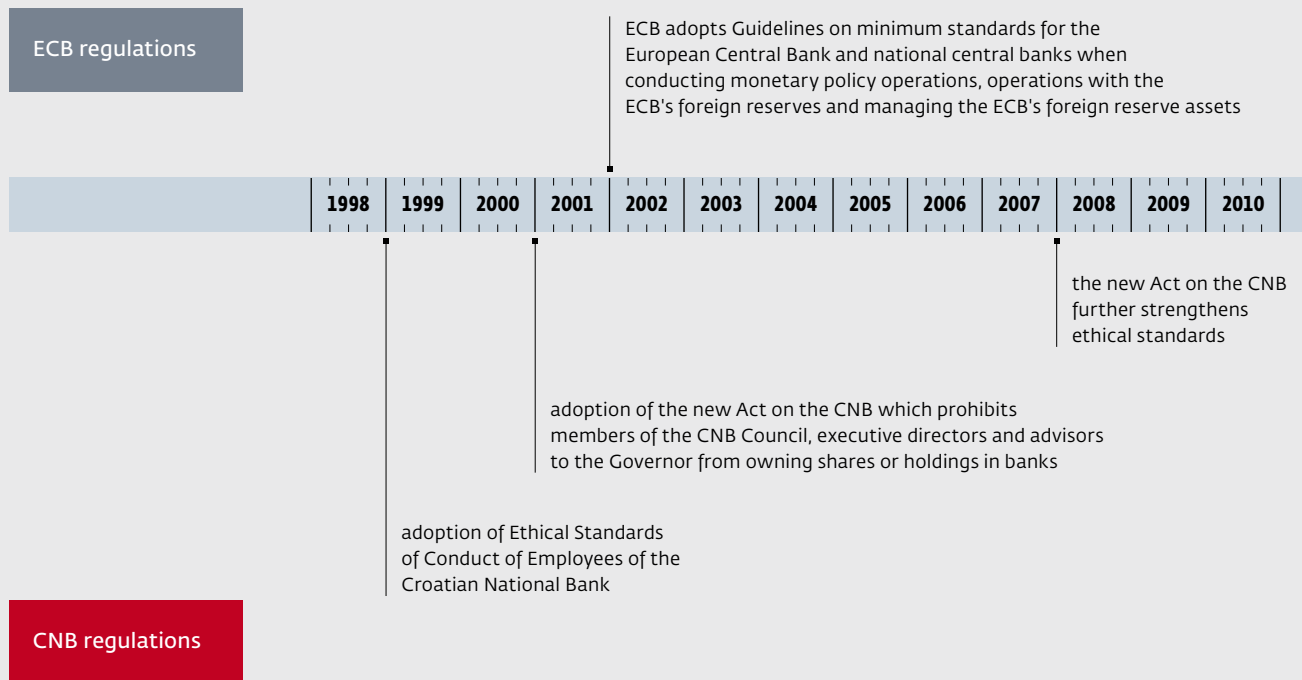 ECB regulations
ECB adopts Guidelines on minimum standards for the
European Central Bank and national central banks when
conducting monetary policy operations, operations with the
ECB's foreign reserves and managing the ECB's foreign reserve assets
1998 1999 2000 2001 2002 2003 2004 2005 2006 2007 2008 2009 2010
the new Act on the CNB
further strengthens
ethical standards
adoption of the new Act on the CNB which prohibits
members of the CNB Council, executive directors and advisors
to the Governor from owning shares or holdings in banks
adoption of Ethical Standards
of Conduct of Employees of the
Croatian National Bank
CNB regulations